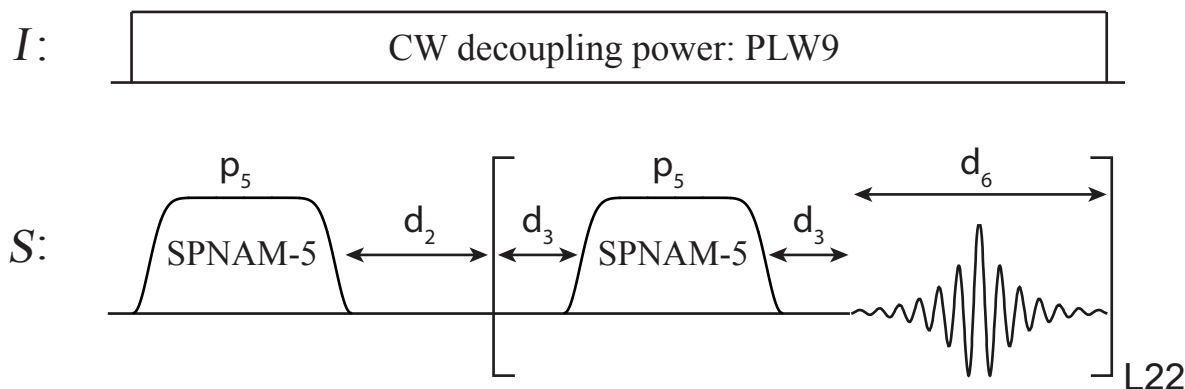 I:
CW decoupling power: PLW9
S:
p₅
SPNAM-5
d₂
d₃
p₅
SPNAM-5
d₃
d₆
L22